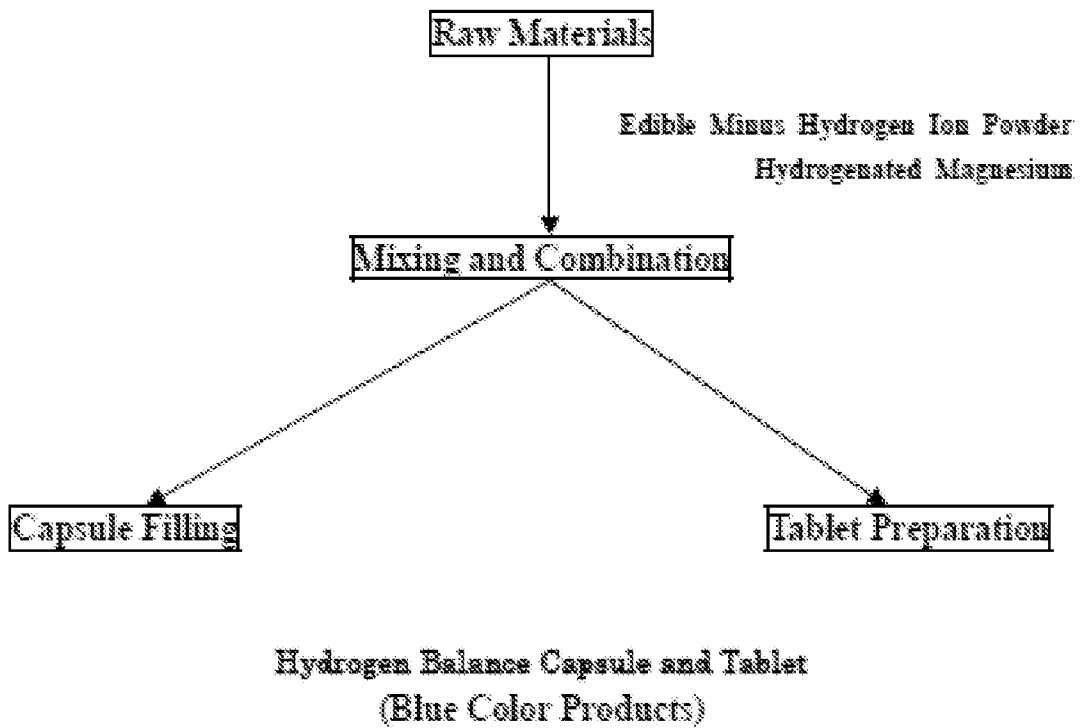 Raw Materials
Edible Minus Hydrogen Ion Powder
Hydrogenated Magnesium
Mixing and Combination
Capsule Filling
Tablet Preparation
Hydrogen Balance Capsule and Tablet
(Blue Color Products)